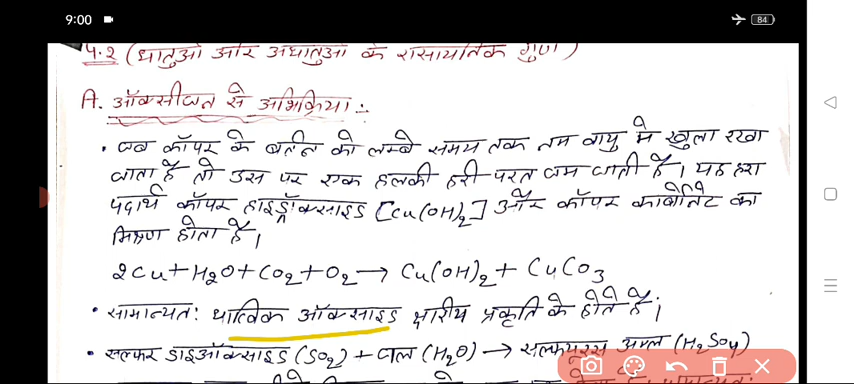 9:00
84
4.2 (धातुओं और अधातुओं के रासायनिक गुण)
A. ऑक्सीजन से अभिक्रिया :-
• जब कॉपर के बर्तन को लम्बे समय तक नम वायु में खुला रखा
जाता है तो उस पर एक हलकी हरी परत जम जाती है। यह हरा
पदार्थ कॉपर हाइड्रॉक्साइड [Cu(OH)2] और कॉपर कार्बोनेट का
मिश्रण होता है।
2Cu+H2O+CO2+O2→Cu(OH)2+CuCO3
• सामान्यत: धात्विक ऑक्साइड क्षारीय प्रकृति के होते हैं।
• सल्फर डाइऑक्साइड (SO2)+जल (H2O)→सल्फ्यूरस अम्ल (H2SO4)